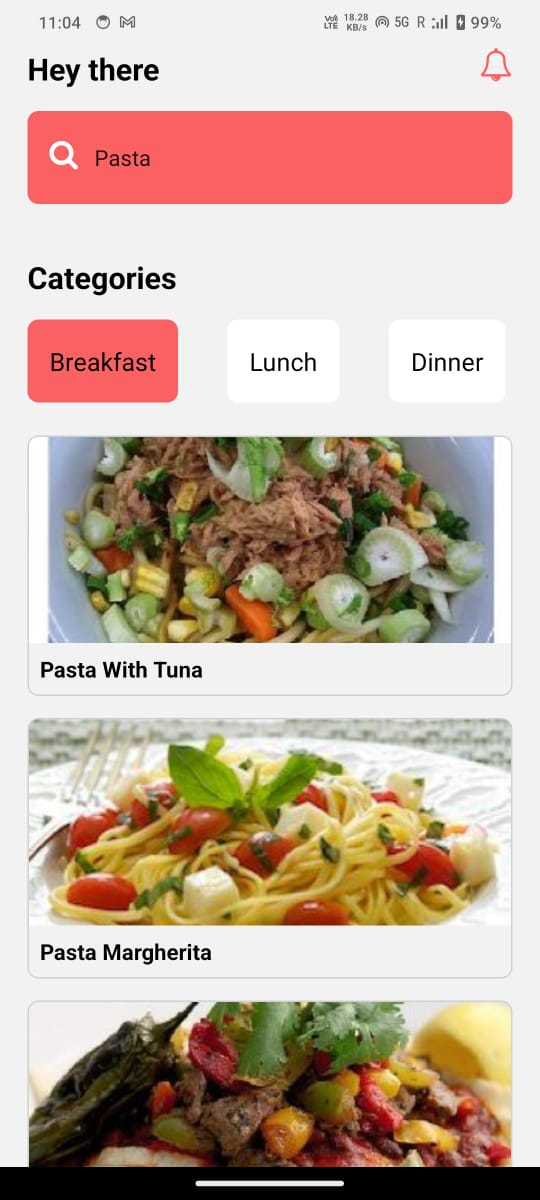 11:04 Vo) LTE 18.28 KB/s 5G R 99%
Hey there
Pasta
Categories
Breakfast Lunch Dinner
Pasta With Tuna
Pasta Margherita